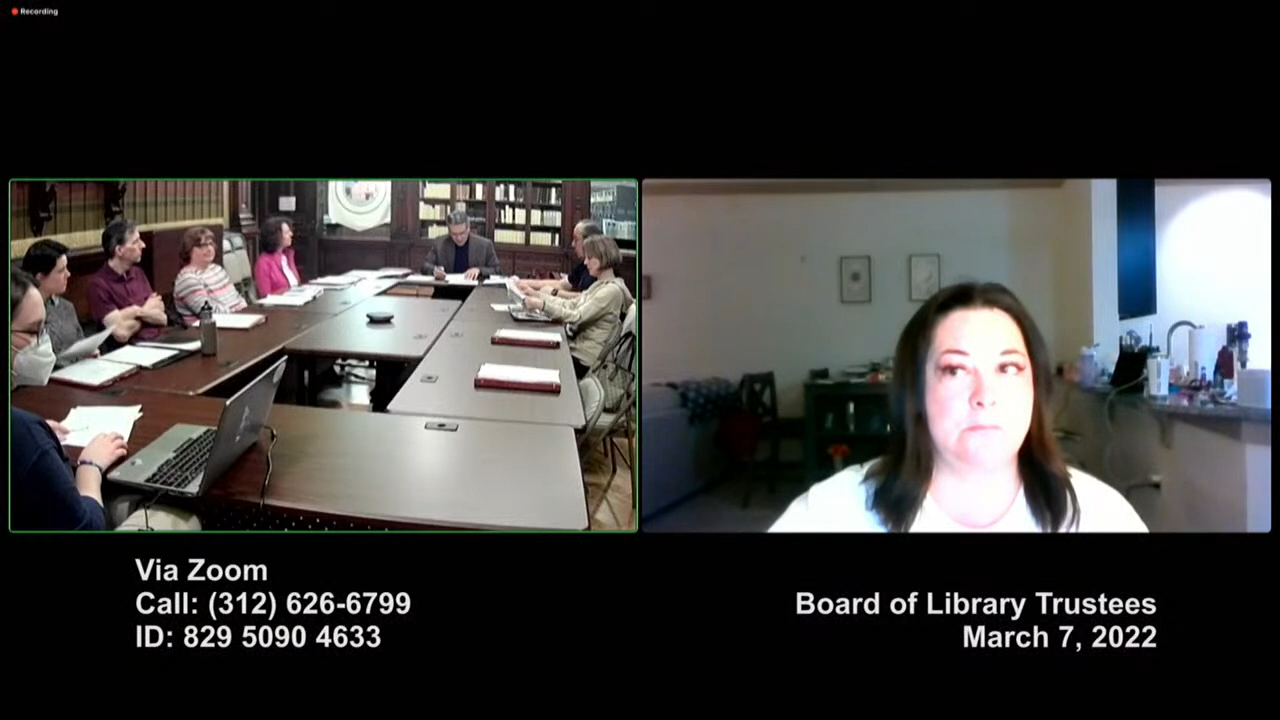 Recording
Via Zoom
Call: (312) 626-6799
ID: 829 5090 4633
Board of Library Trustees
March 7, 2022